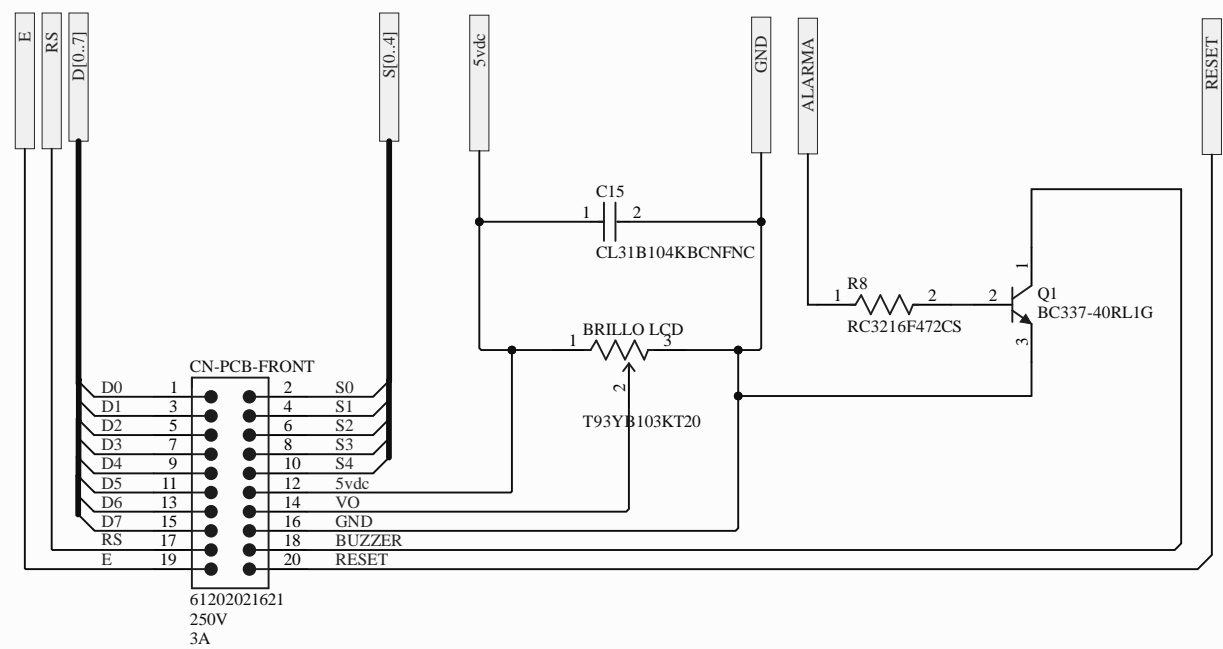 E
RS
D[0..7]
S[0..4]
5vdc
GND
ALARMA
RESET
C15
1 2
CL31B104KBCNFNC
R8
1 2
RC3216F472CS
1
2
3
Q1
BC337-40RL1G
BRILLO LCD
1 3
2
T93YB103KT20
CN-PCB-FRONT
D0 1 2 S0
D1 3 4 S1
D2 5 6 S2
D3 7 8 S3
D4 9 10 S4
D5 11 12 5vdc
D6 13 14 VO
D7 15 16 GND
RS 17 18 BUZZER
E 19 20 RESET
61202021621
250V
3A